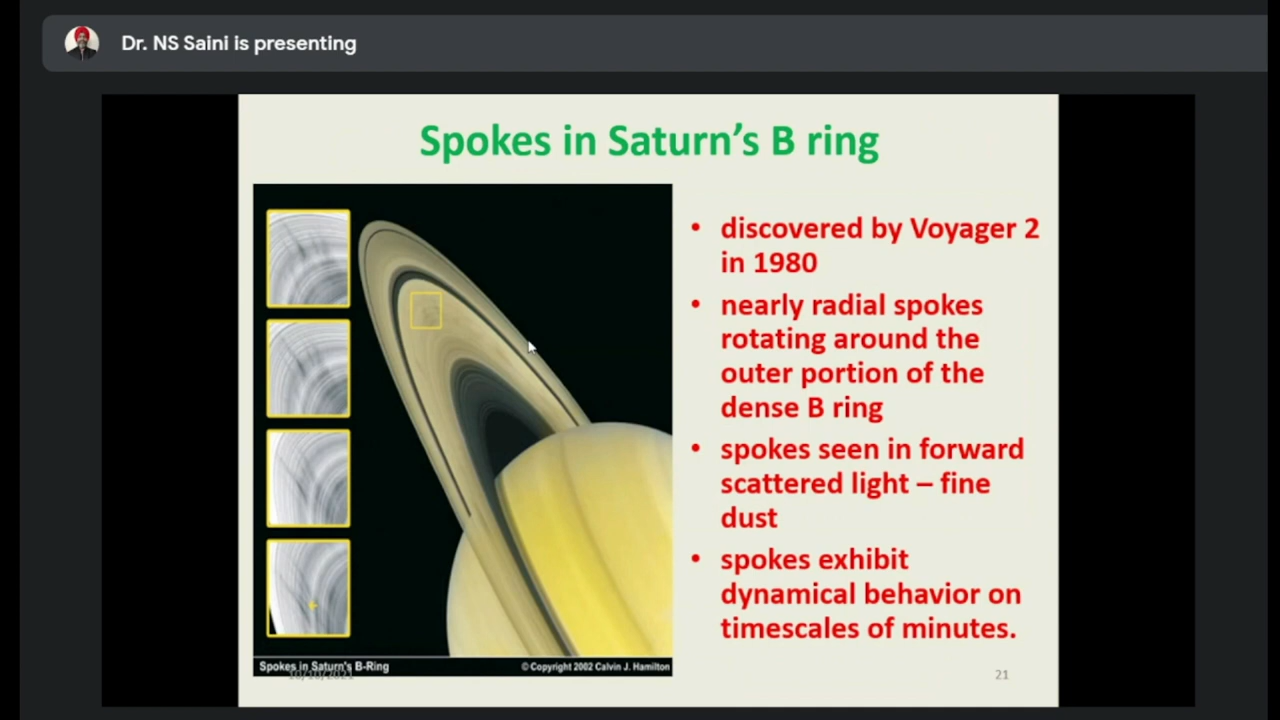 Dr. NS Saini is presenting
Spokes in Saturn's B ring
• discovered by Voyager 2
in 1980
• nearly radial spokes
rotating around the
outer portion of the
dense B ring
• spokes seen in forward
scattered light – fine
dust
• spokes exhibit
dynamical behavior on
timescales of minutes.
Spokes in Saturn's B-Ring
© Copyright 2002 Calvin J. Hamilton
21